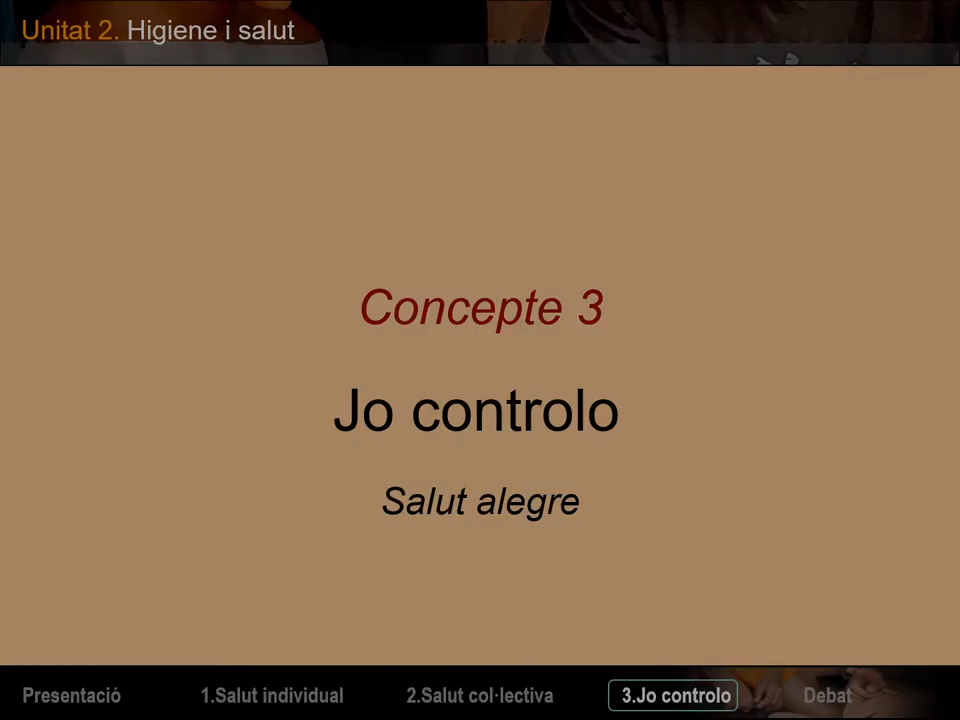 Unitat 2. Higiene i salut
Concepte 3
Jo controlo
Salut alegre
Presentació 1.Salut individual 2.Salut col·lectiva 3.Jo controlo Debat